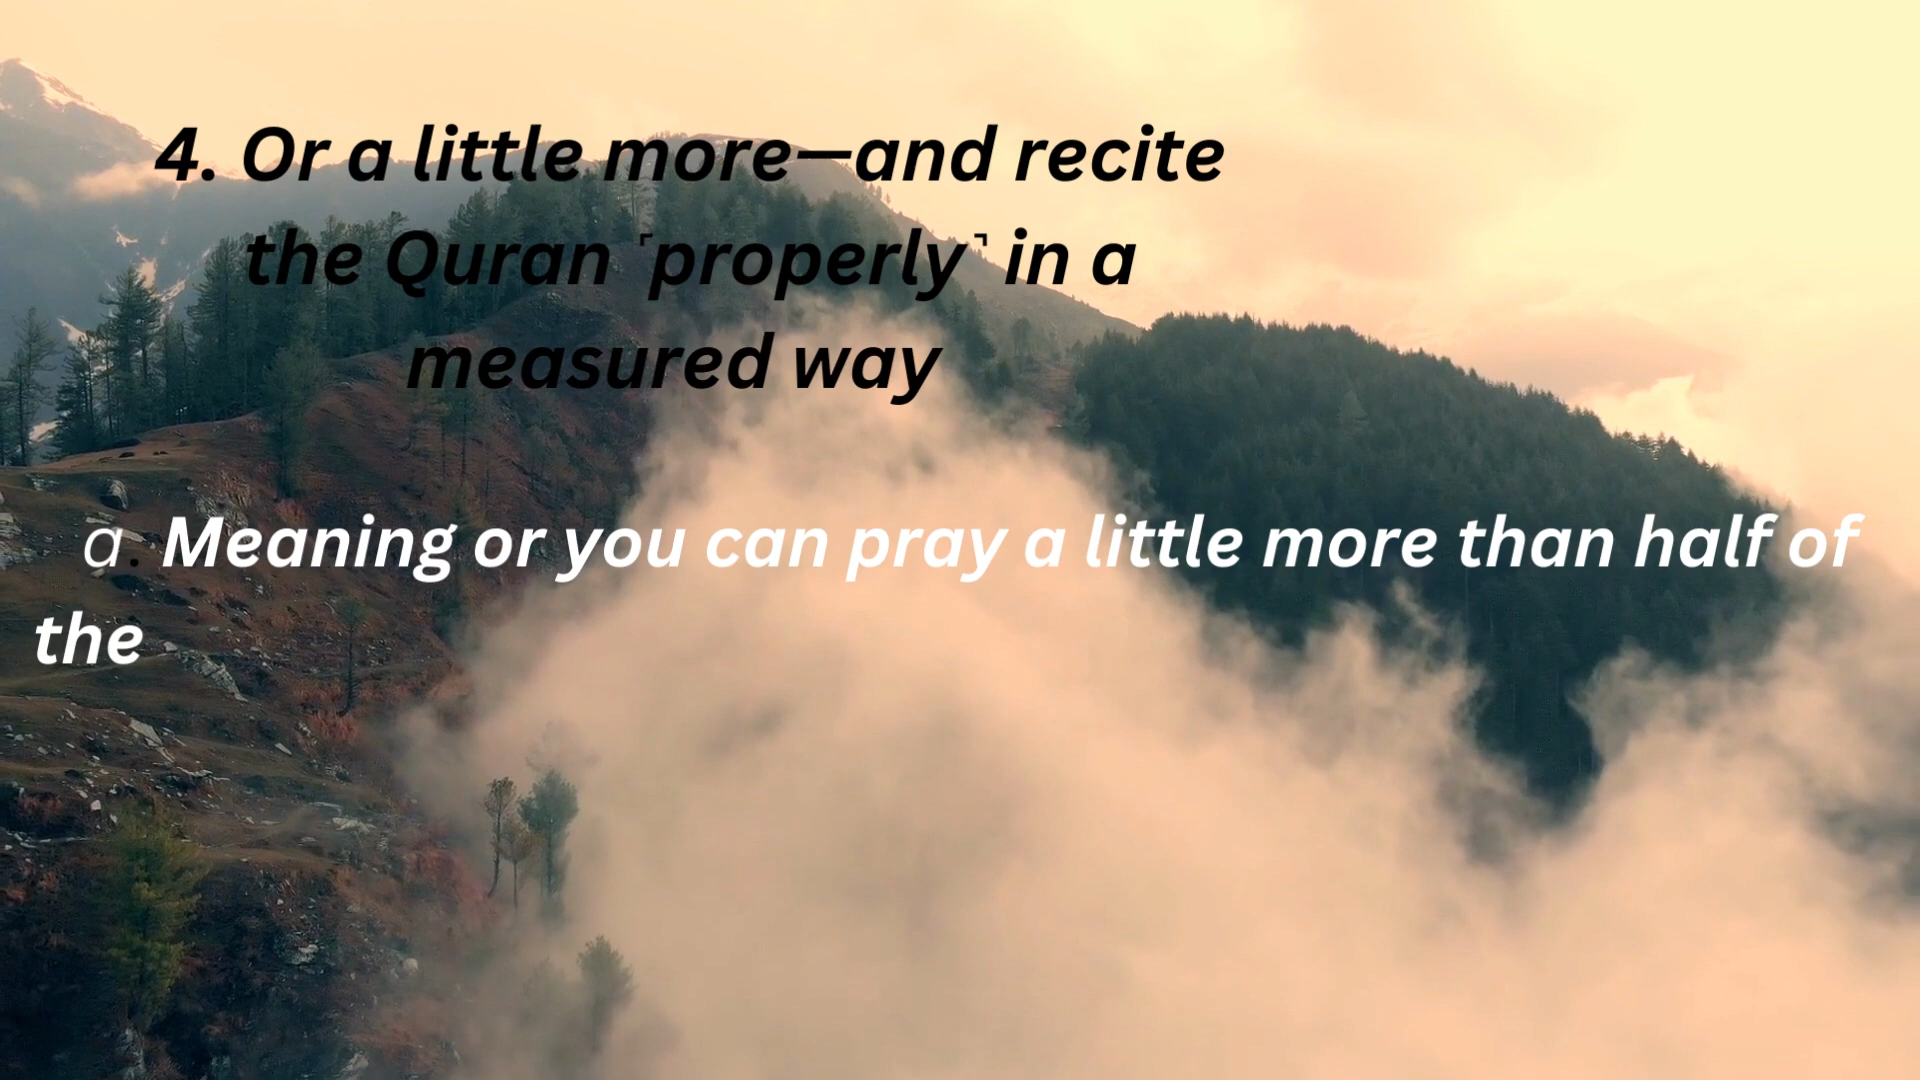 4. Or a little more—and recite
the Quran ˹properly˺ in a
measured way
a. Meaning or you can pray a little more than half of
the